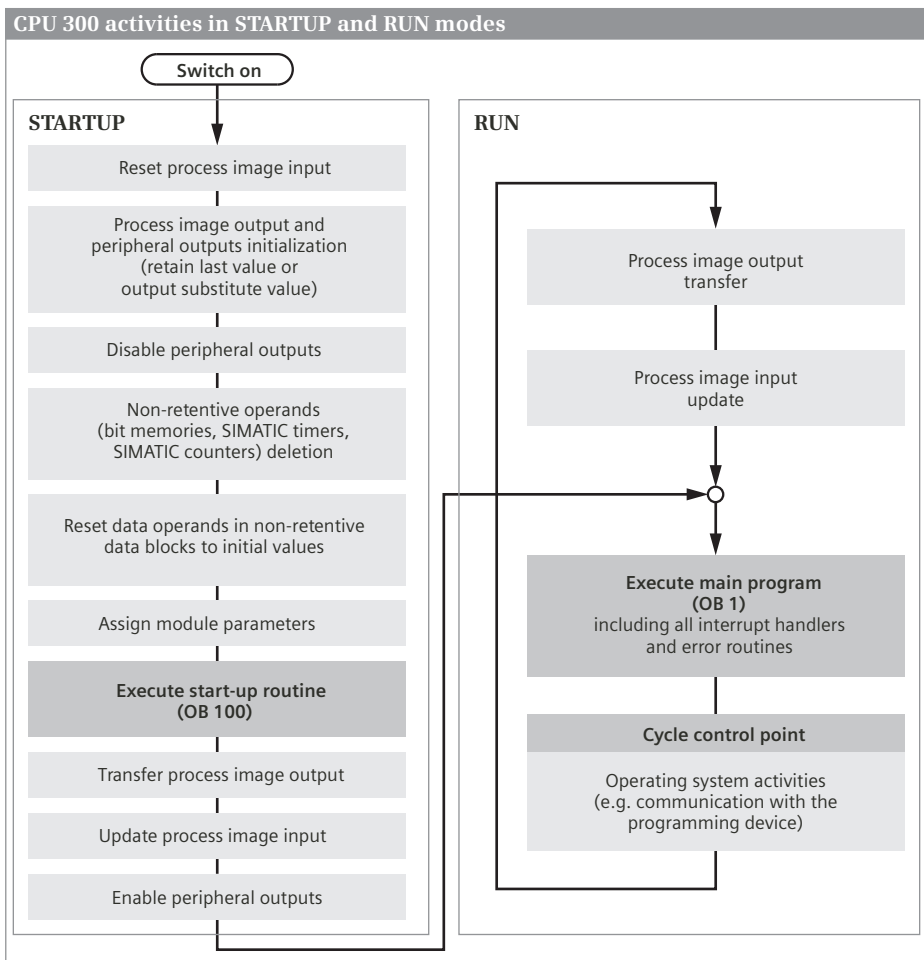 CPU 300 activities in STARTUP and RUN modes
Switch on
STARTUP
Reset process image input
Process image output and
peripheral outputs initialization
(retain last value or
output substitute value)
Disable peripheral outputs
Non-retentive operands
(bit memories, SIMATIC timers,
SIMATIC counters) deletion
Reset data operands in non-retentive
data blocks to initial values
Assign module parameters
Execute start-up routine
(OB 100)
Transfer process image output
Update process image input
Enable peripheral outputs
RUN
Process image output
transfer
Process image input
update
Execute main program
(OB 1)
including all interrupt handlers
and error routines
Cycle control point
Operating system activities
(e.g. communication with the
programming device)